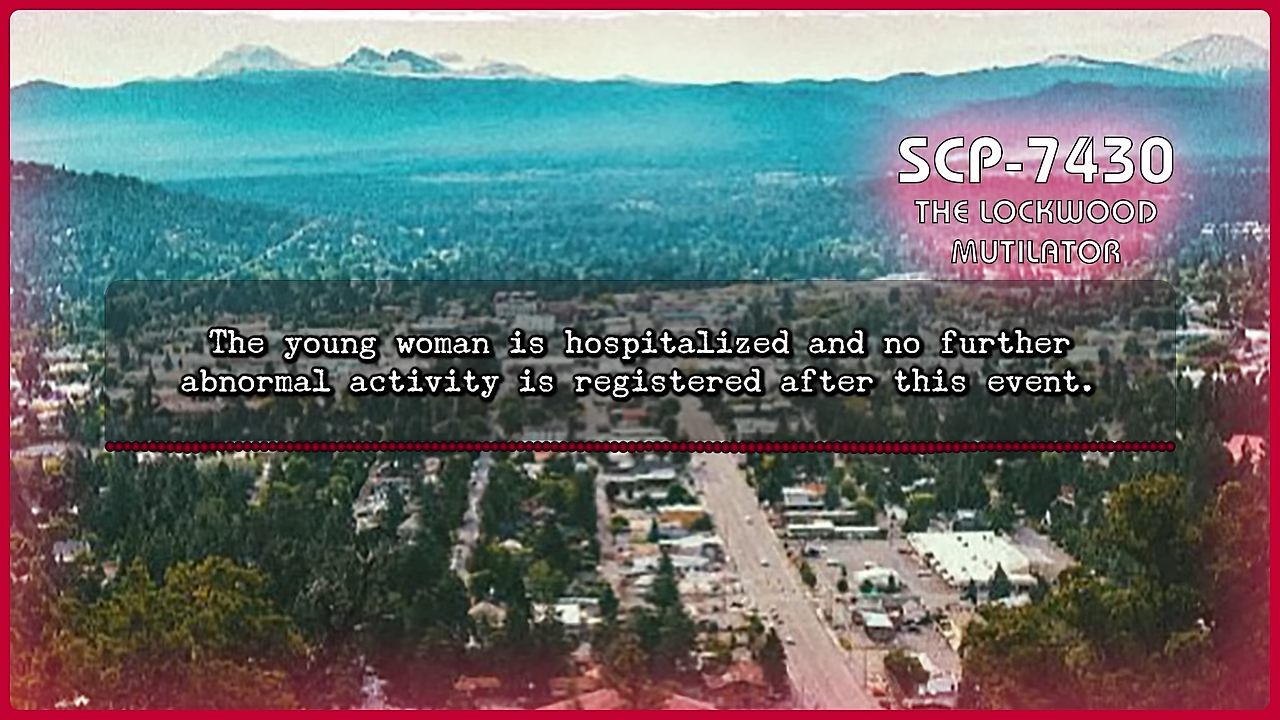 SCP-7430
THE LOCKWOOD
MUTILATOR
The young woman is hospitalized and no further
abnormal activity is registered after this event.